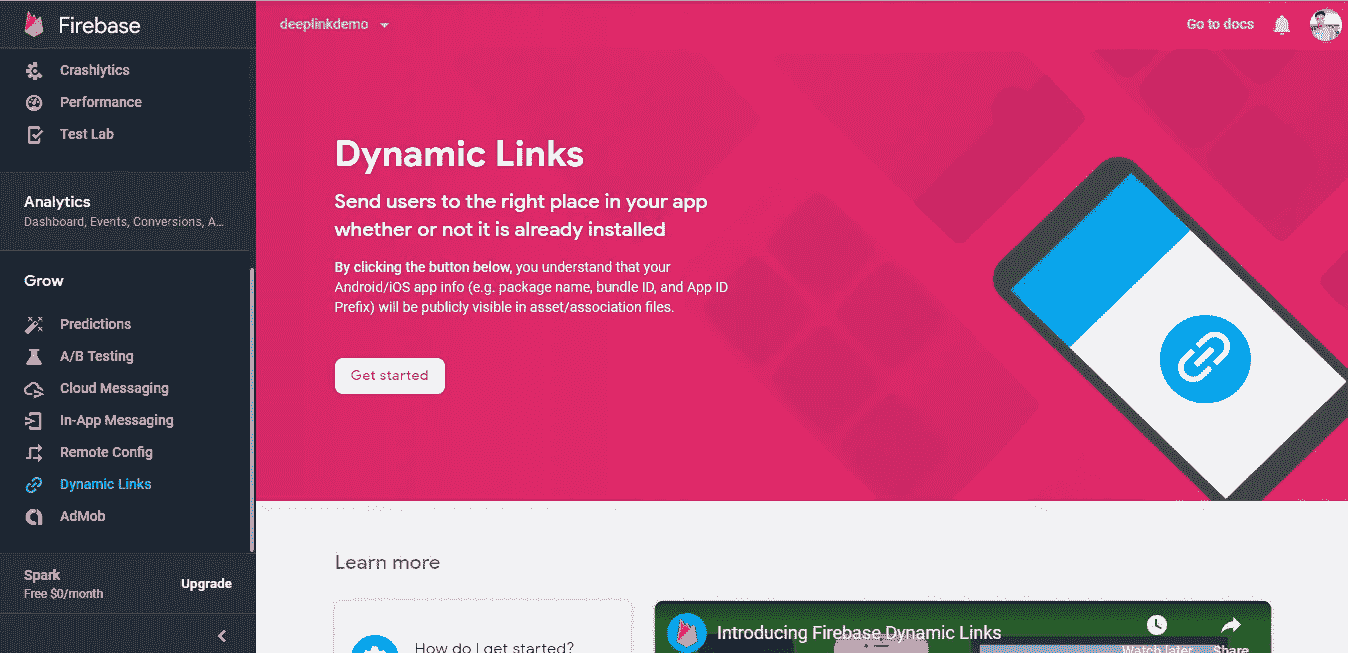 Firebase
Crashlytics
Performance
Test Lab
Analytics
Dashboard, Events, Conversions, A...
Grow
Predictions
A/B Testing
Cloud Messaging
In-App Messaging
Remote Config
Dynamic Links
AdMob
Spark
Free $0/month
Upgrade
deeplinkdemo
Go to docs
Dynamic Links
Send users to the right place in your app
whether or not it is already installed
By clicking the button below, you understand that your
Android/iOS app info (e.g. package name, bundle ID, and App ID
Prefix) will be publicly visible in asset/association files.
Get started
Learn more
How do I get started?
Introducing Firebase Dynamic Links
Watch later
Share